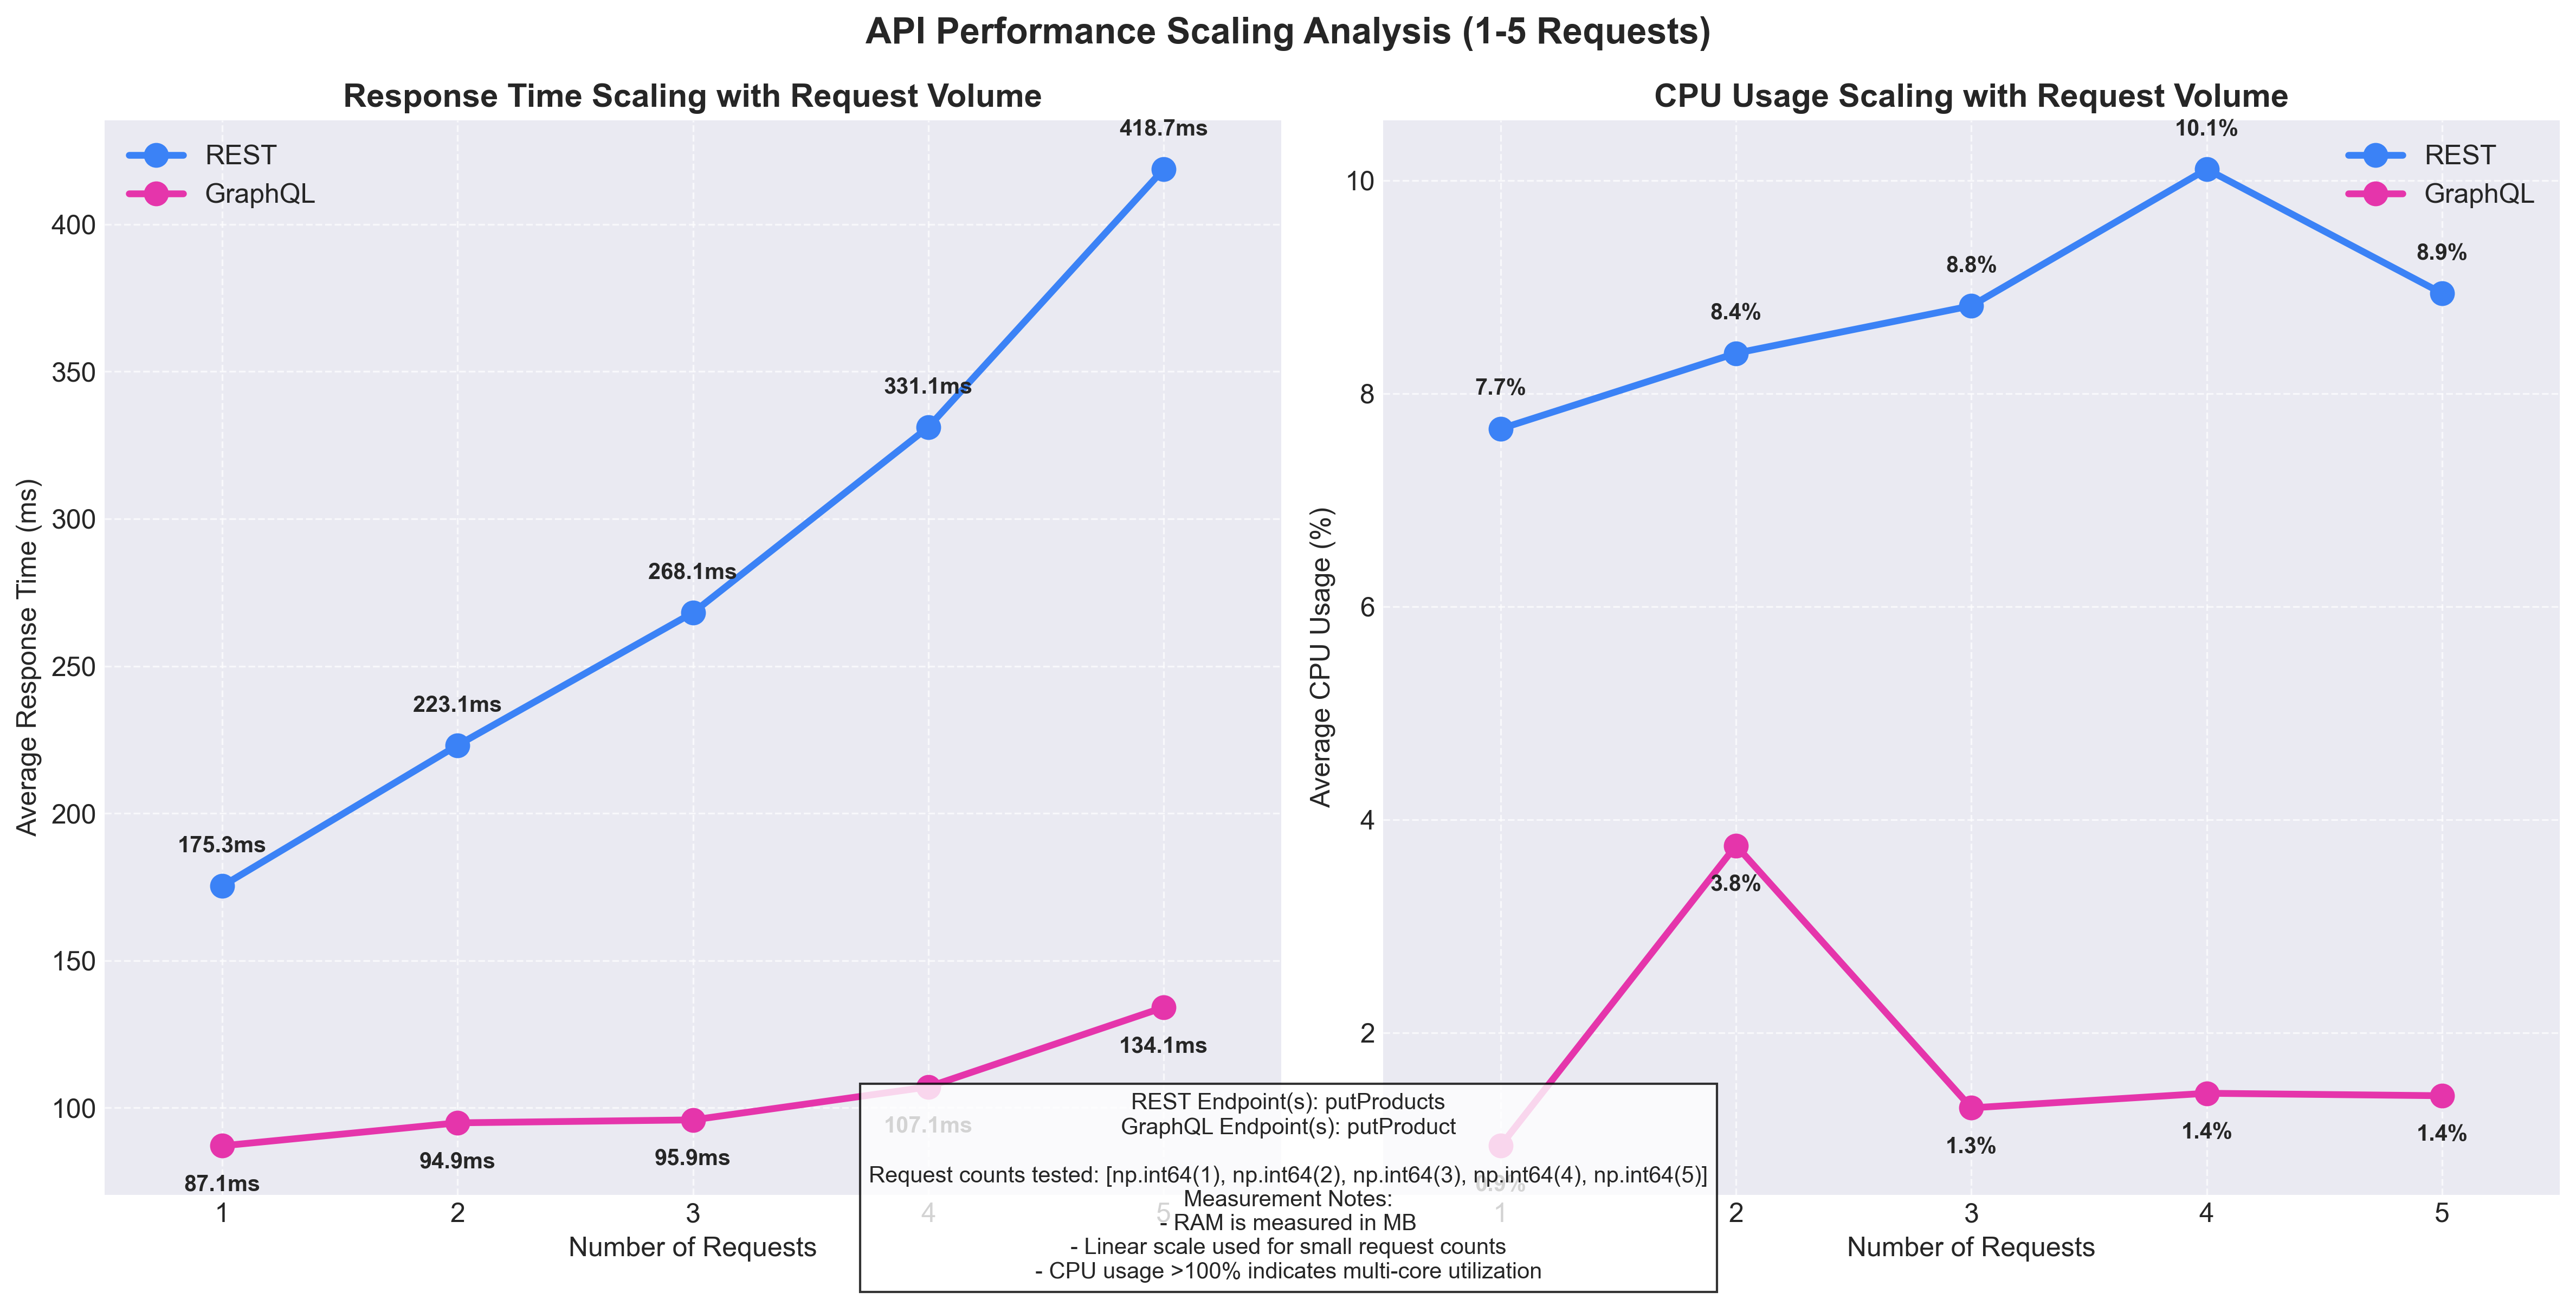 API Performance Scaling Analysis (1-5 Requests)
Response Time Scaling with Request Volume
REST
GraphQL
Average Response Time (ms)
400
350
300
250
200
150
100
418.7ms
331.1ms
268.1ms
223.1ms
175.3ms
87.1ms
94.9ms
95.9ms
107.1ms
134.1ms
1
2
3
4
5
Number of Requests
CPU Usage Scaling with Request Volume
REST
GraphQL
Average CPU Usage (%)
10
8
6
4
2
7.7%
8.4%
8.8%
10.1%
8.9%
0.9%
3.8%
1.3%
1.4%
1.4%
1
2
3
4
5
Number of Requests
REST Endpoint(s): putProducts
GraphQL Endpoint(s): putProduct
Request counts tested: [np.int64(1), np.int64(2), np.int64(3), np.int64(4), np.int64(5)]
Measurement Notes:
- RAM is measured in MB
- Linear scale used for small request counts
- CPU usage >100% indicates multi-core utilization